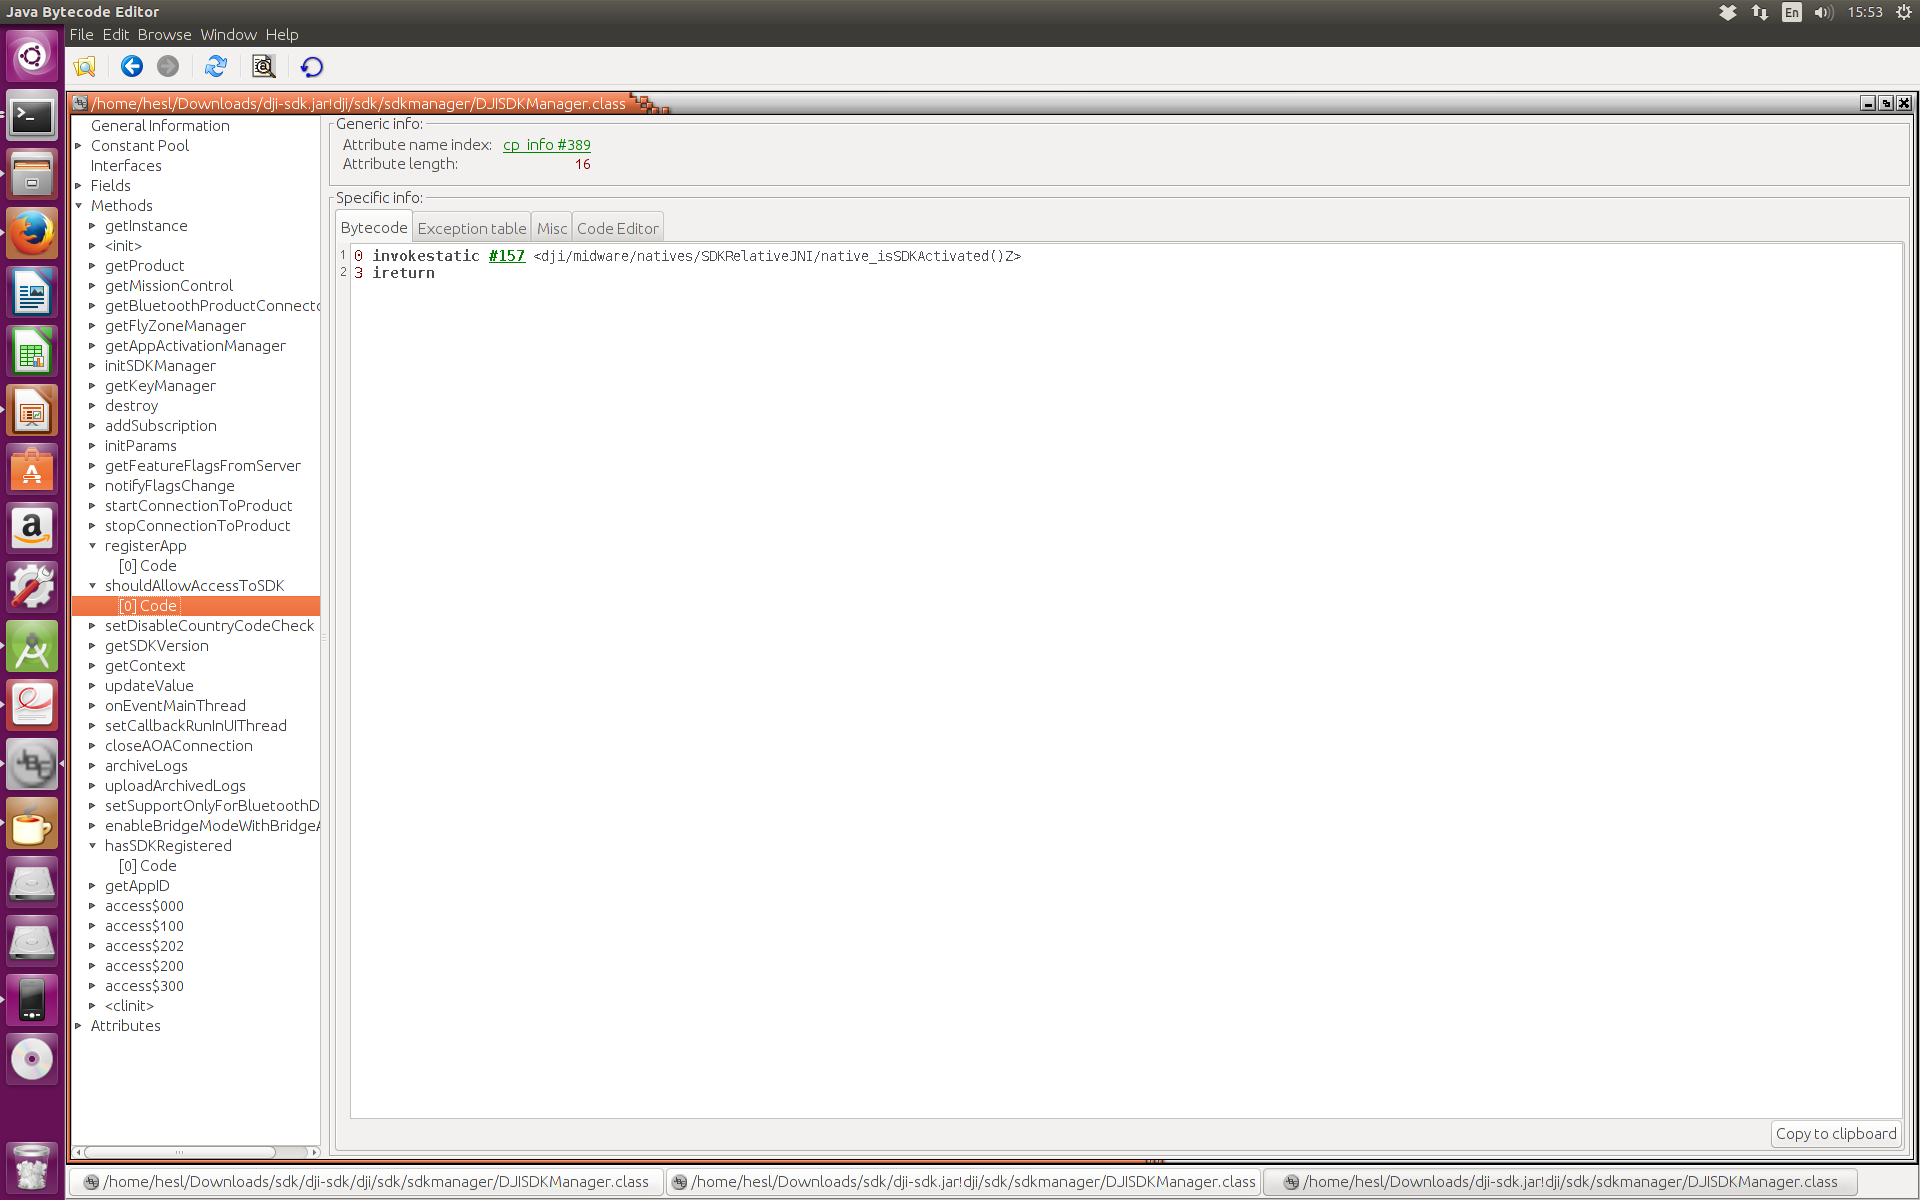 Java Bytecode Editor
En
15:53
File Edit Browse Window Help
/home/hesl/Downloads/dji-sdk.jar!dji/sdk/sdkmanager/DJISDKManager.class
General Information
Constant Pool
Interfaces
Fields
Methods
getInstance
<init>
getProduct
getMissionControl
getBluetoothProductConnecto
getFlyZoneManager
getAppActivationManager
initSDKManager
getKeyManager
destroy
addSubscription
initParams
getFeatureFlagsFromServer
notifyFlagsChange
startConnectionToProduct
stopConnectionToProduct
registerApp
[0] Code
shouldAllowAccessToSDK
[0] Code
setDisableCountryCodeCheck
getSDKVersion
getContext
updateValue
onEventMainThread
setCallbackRunInUIThread
closeAOAConnection
archiveLogs
uploadArchivedLogs
setSupportOnlyForBluetoothD
enableBridgeModeWithBridgeA
hasSDKRegistered
[0] Code
getAppID
access$000
access$100
access$202
access$200
access$300
<clinit>
Attributes
Generic info:
Attribute name index: cp_info #389
Attribute length: 16
Specific info:
Bytecode Exception table Misc Code Editor
1 0 invokestatic #157 <dji/midware/natives/SDKRelativeJNI/native_isSDKActivated()Z>
2 3 ireturn
Copy to clipboard
/home/hesl/Downloads/sdk/dji-sdk/dji/sdk/sdkmanager/DJISDKManager.class
/home/hesl/Downloads/sdk/dji-sdk.jar!dji/sdk/sdkmanager/DJISDKManager.class
/home/hesl/Downloads/dji-sdk.jar!dji/sdk/sdkmanager/DJISDKManager.class